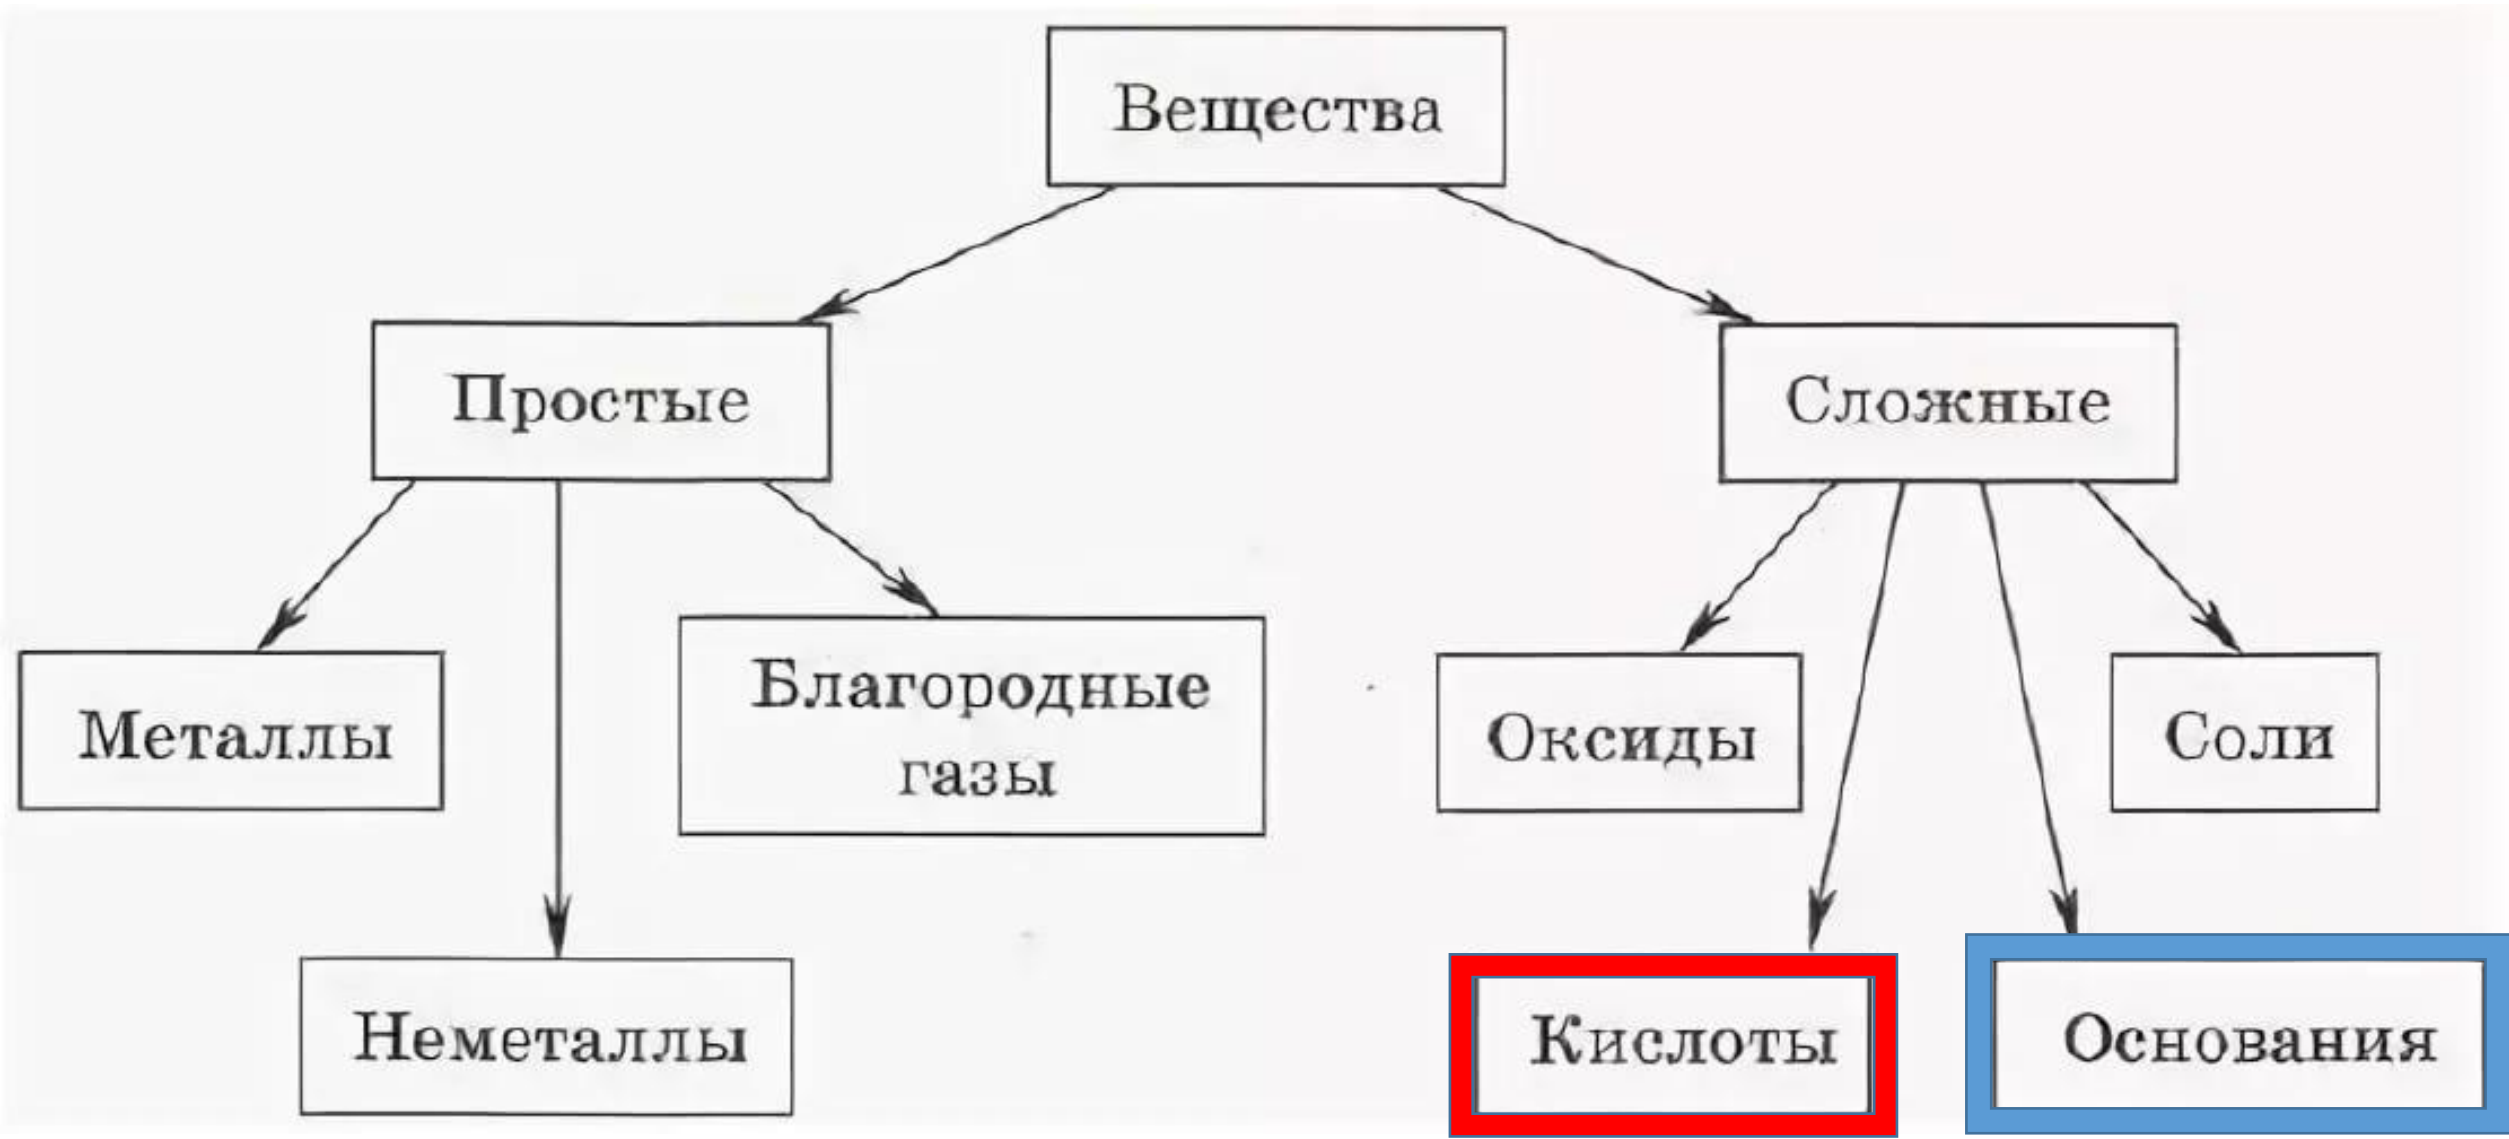 Вещества
Простые
Сложные
Металлы
Благородные
газы
Оксиды
Соли
Неметаллы
Кислоты
Основания